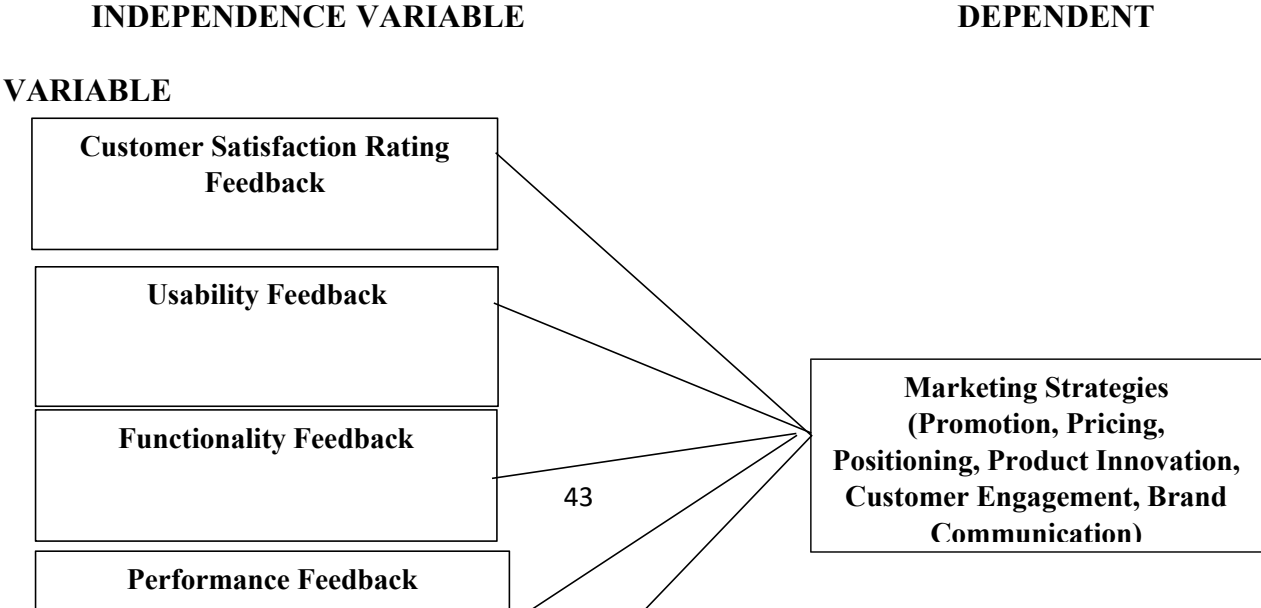 INDEPENDENCE VARIABLE DEPENDENT
VARIABLE
Customer Satisfaction Rating
Feedback
Usability Feedback
Functionality Feedback
43
Performance Feedback
Marketing Strategies
(Promotion, Pricing,
Positioning, Product Innovation,
Customer Engagement, Brand
Communication)